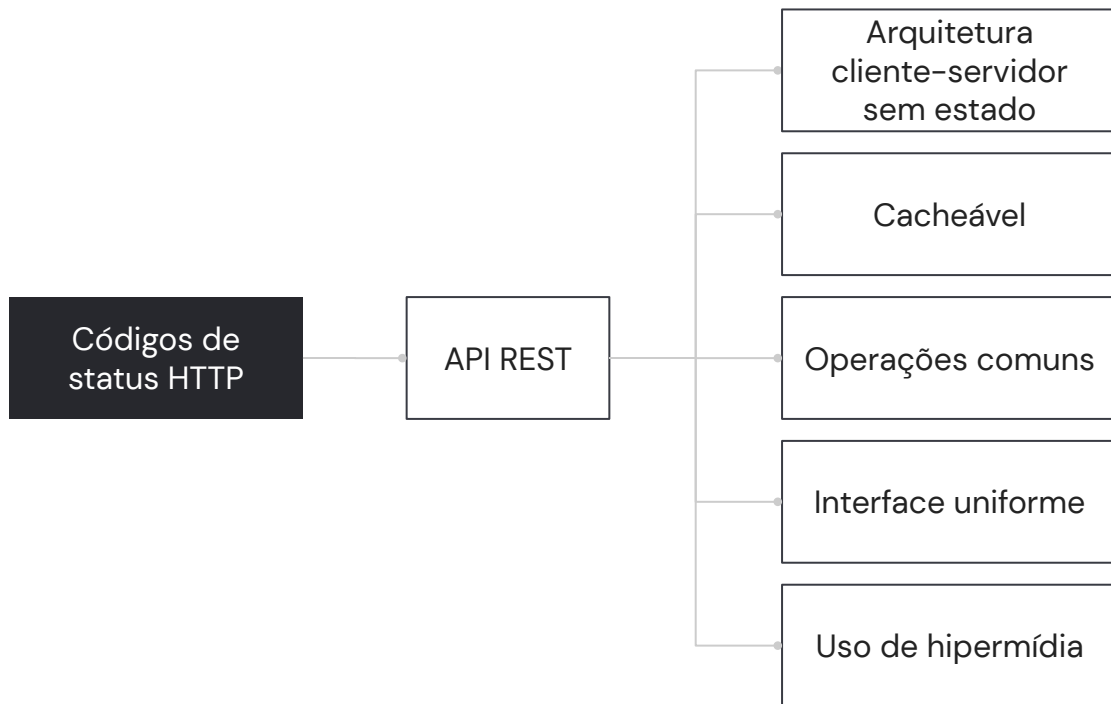 Arquitetura
cliente-servidor
sem estado
Cacheável
Códigos de
status HTTP
API REST
Operações comuns
Interface uniforme
Uso de hipermídia